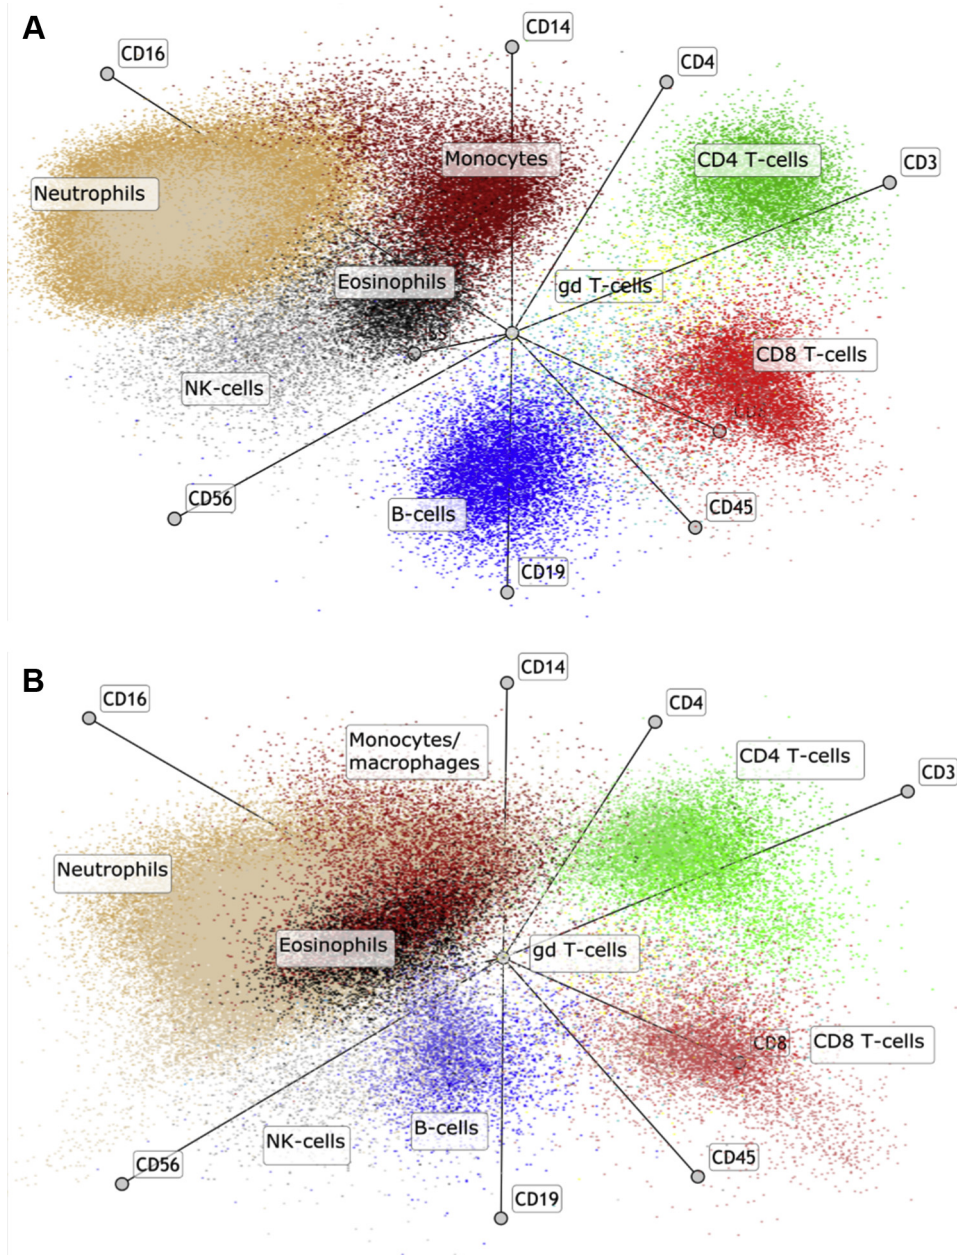 A
CD16
CD14
CD4
CD3
Neutrophils
Monocytes
CD4 T-cells
Eosinophils
gd T-cells
CD8 T-cells
NK-cells
CD56
B-cells
CD45
CD19
B
CD16
CD14
CD4
CD3
Monocytes/
macrophages
CD4 T-cells
Neutrophils
Eosinophils
gd T-cells
CD8
CD8 T-cells
NK-cells
B-cells
CD56
CD45
CD19